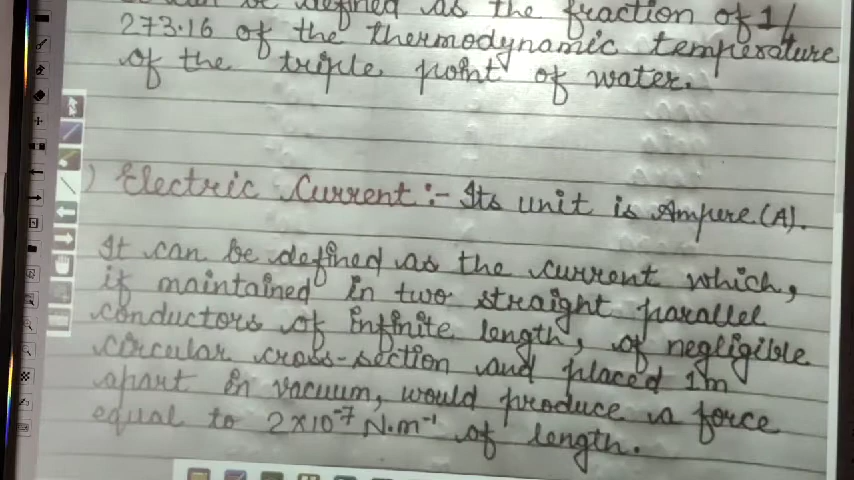 can be defined as the fraction of 1/
273.16 of the thermodynamic temperature
of the triple point of water.
) Electric Current :- Its unit is Ampere (A).
It can be defined as the current which,
if maintained in two straight parallel
conductors of infinite length, of negligible
circular cross-section and placed 1m
apart in vacuum, would produce a force
equal to 2×10⁻⁷ N.m⁻¹ of length.